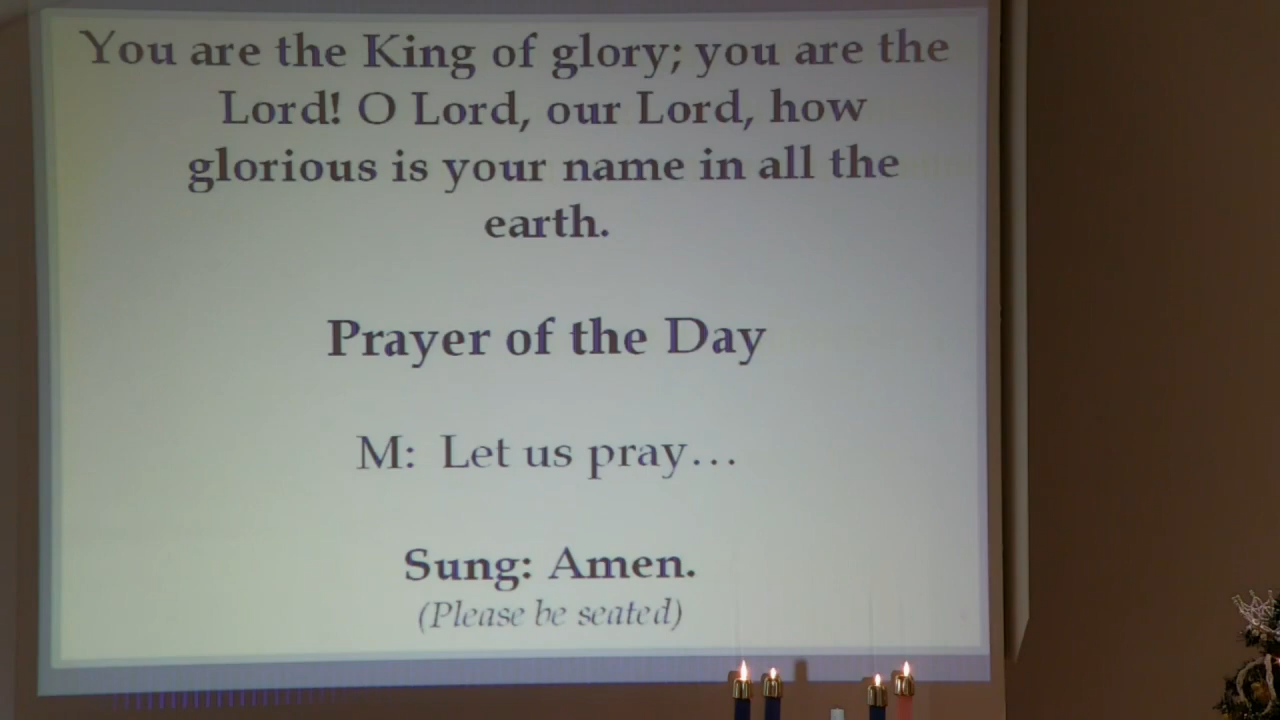 You are the King of glory; you are the
Lord! O Lord, our Lord, how
glorious is your name in all the
earth.
Prayer of the Day
M: Let us pray…
Sung: Amen.
(Please be seated)